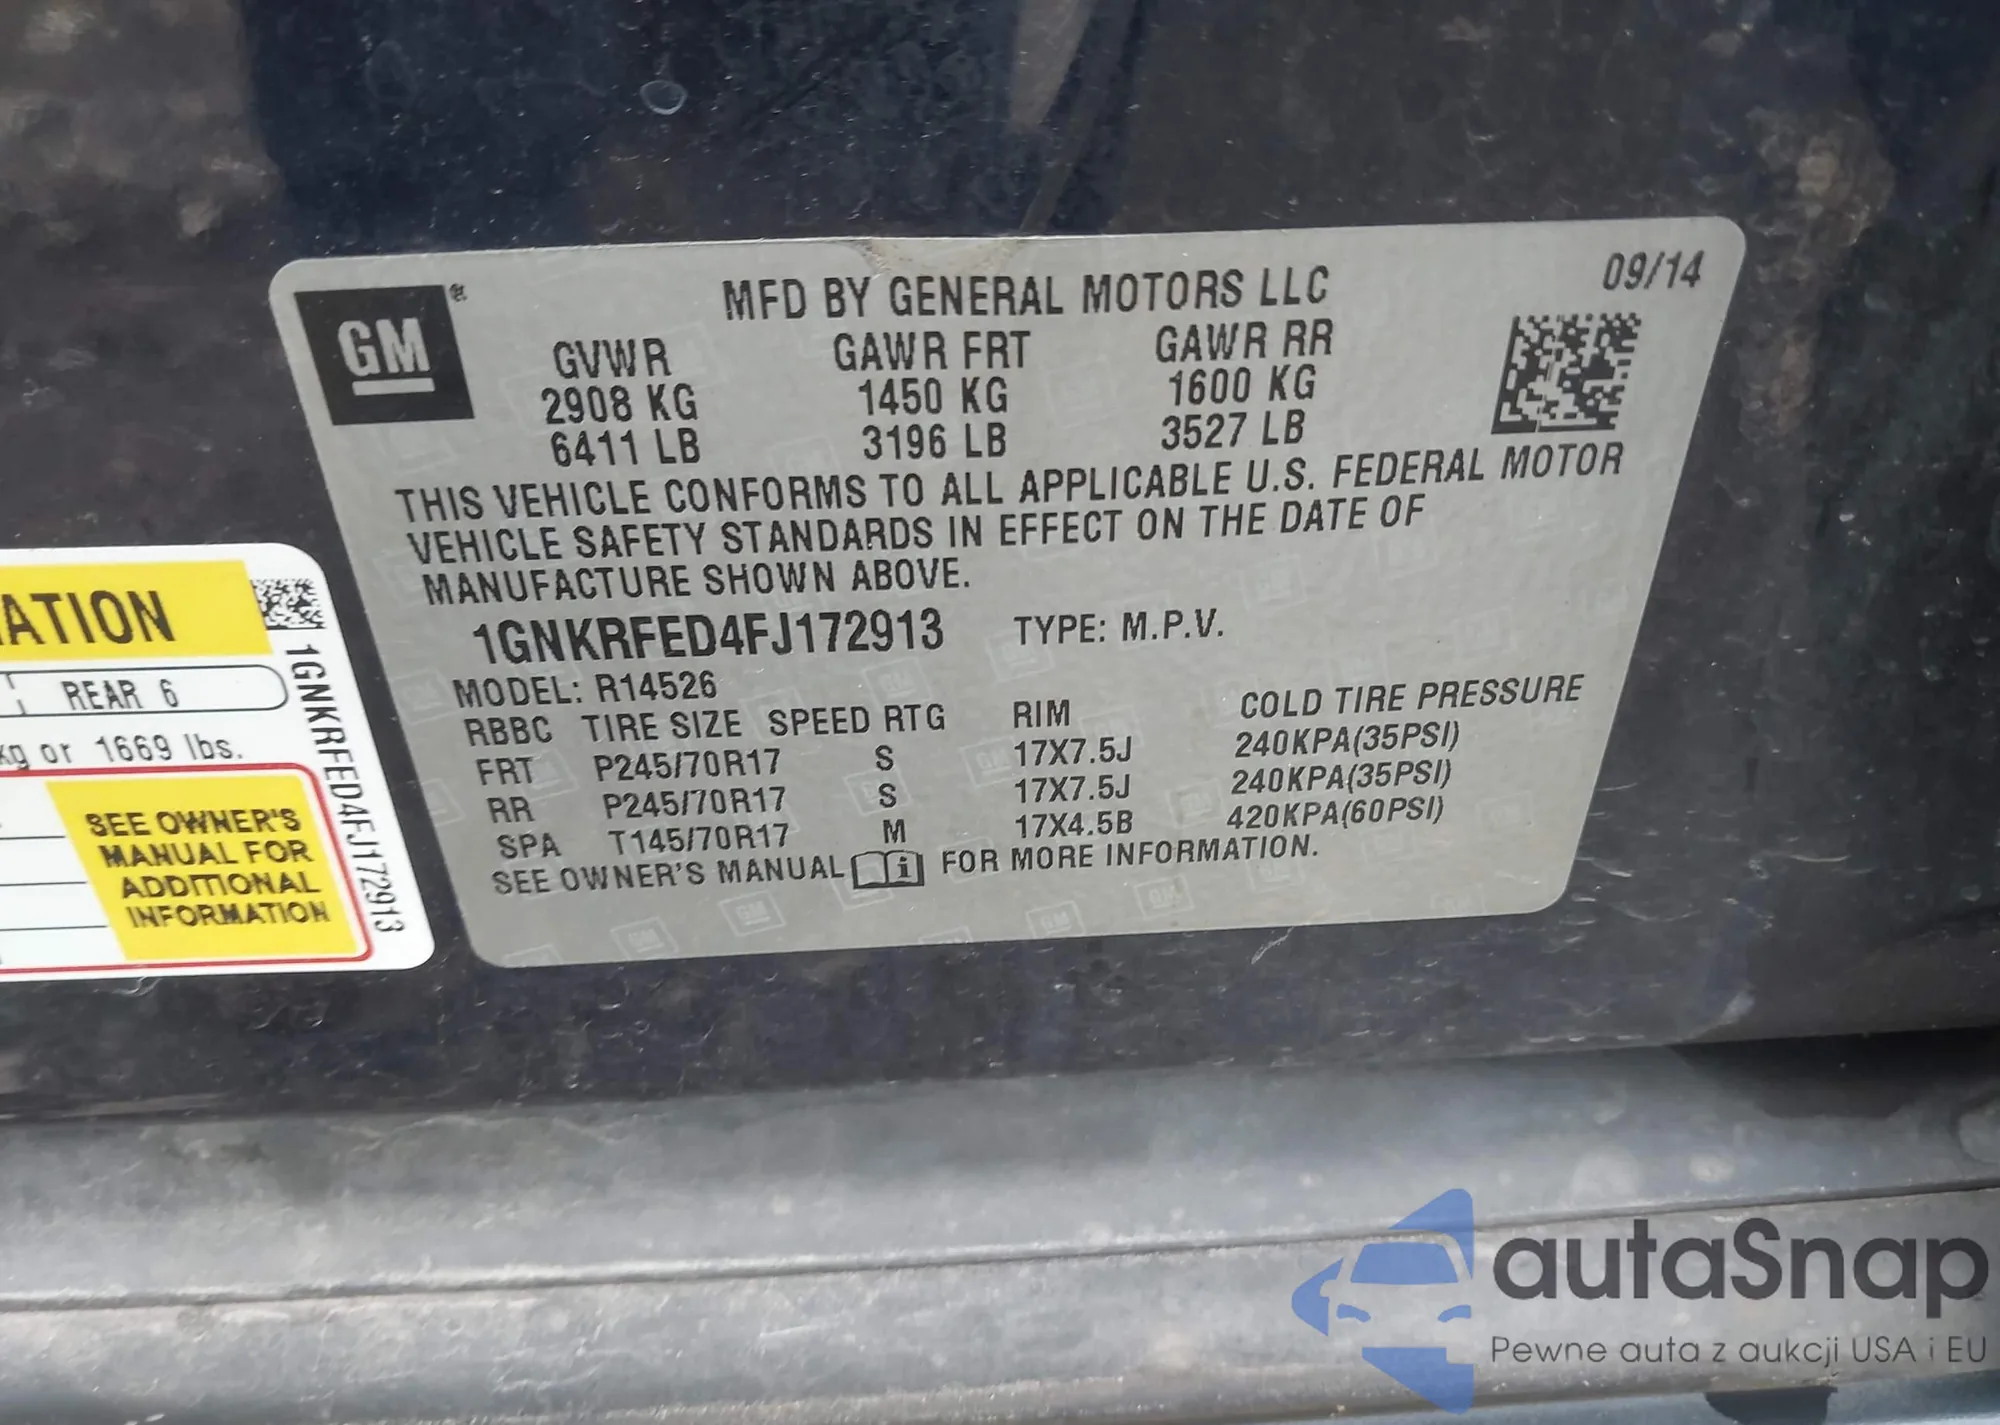 GM
®
MFD BY GENERAL MOTORS LLC
09/14
GVWR GAWR FRT GAWR RR
2908 KG 1450 KG 1600 KG
6411 LB 3196 LB 3527 LB
THIS VEHICLE CONFORMS TO ALL APPLICABLE U.S. FEDERAL MOTOR
VEHICLE SAFETY STANDARDS IN EFFECT ON THE DATE OF
MANUFACTURE SHOWN ABOVE.
1GNKRFED4FJ172913 TYPE: M.P.V.
MODEL: R14526
RBBC TIRE SIZE SPEED RTG RIM COLD TIRE PRESSURE
FRT P245/70R17 S 17X7.5J 240KPA(35PSI)
RR P245/70R17 S 17X7.5J 240KPA(35PSI)
SPA T145/70R17 M 17X4.5B 420KPA(60PSI)
SEE OWNER'S MANUAL i FOR MORE INFORMATION.
ATION
REAR 6
kg or 1669 lbs.
SEE OWNER'S
MANUAL FOR
ADDITIONAL
INFORMATION
1GNKRFED4FJ172913
autaSnap
Pewne auta z aukcji USA i EU